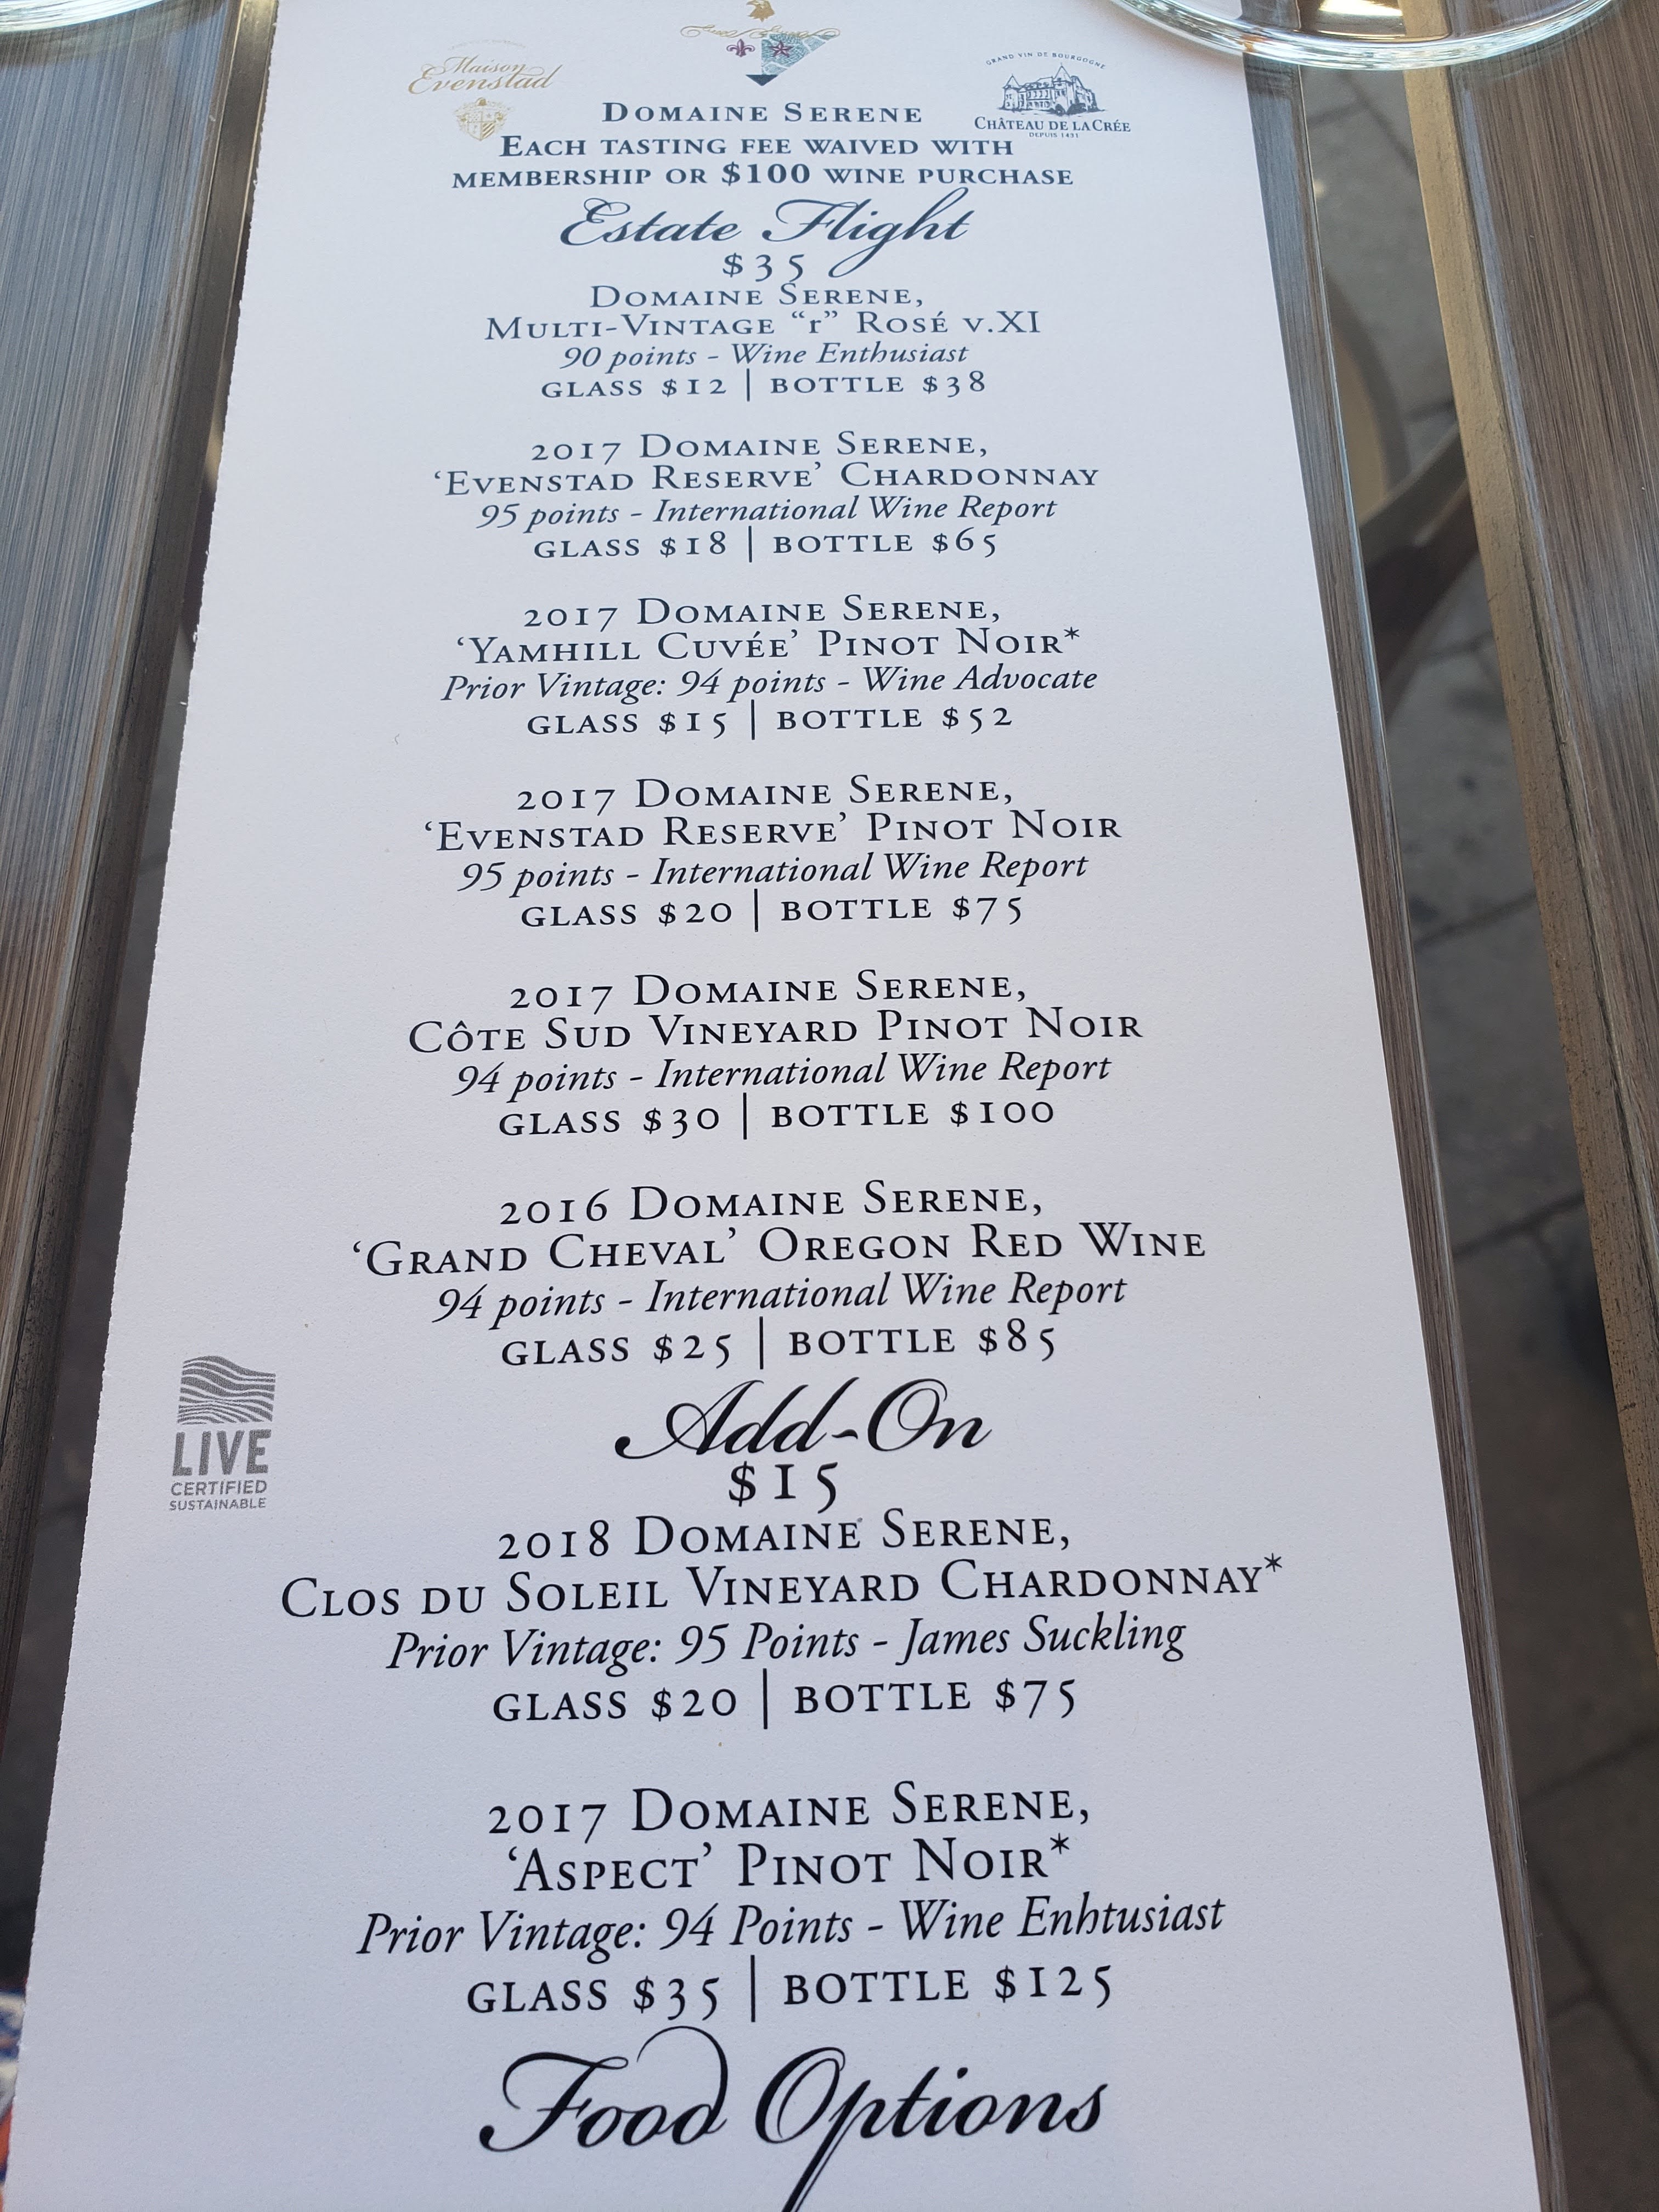 Maison
Evenstad
GRAND VIN DE BOURGOGNE
CHÂTEAU DE LA CRÉE
DEPUIS 1431
DOMAINE SERENE
EACH TASTING FEE WAIVED WITH
MEMBERSHIP OR $100 WINE PURCHASE
Estate Flight
$35
DOMAINE SERENE,
MULTI-VINTAGE “r” ROSÉ V.XI
90 points - Wine Enthusiast
GLASS $12 | BOTTLE $38
2017 DOMAINE SERENE,
‘EVENSTAD RESERVE’ CHARDONNAY
95 points - International Wine Report
GLASS $18 | BOTTLE $65
2017 DOMAINE SERENE,
‘YAMHILL CUVÉE’ PINOT NOIR*
Prior Vintage: 94 points - Wine Advocate
GLASS $15 | BOTTLE $52
2017 DOMAINE SERENE,
‘EVENSTAD RESERVE’ PINOT NOIR
95 points - International Wine Report
GLASS $20 | BOTTLE $75
2017 DOMAINE SERENE,
CÔTE SUD VINEYARD PINOT NOIR
94 points - International Wine Report
GLASS $30 | BOTTLE $100
2016 DOMAINE SERENE,
‘GRAND CHEVAL’ OREGON RED WINE
94 points - International Wine Report
GLASS $25 | BOTTLE $85
LIVE
CERTIFIED
SUSTAINABLE
Add-On
$15
2018 DOMAINE SERENE,
CLOS DU SOLEIL VINEYARD CHARDONNAY*
Prior Vintage: 95 Points - James Suckling
GLASS $20 | BOTTLE $75
2017 DOMAINE SERENE,
‘ASPECT’ PINOT NOIR*
Prior Vintage: 94 Points - Wine Enhtusiast
GLASS $35 | BOTTLE $125
Food Options